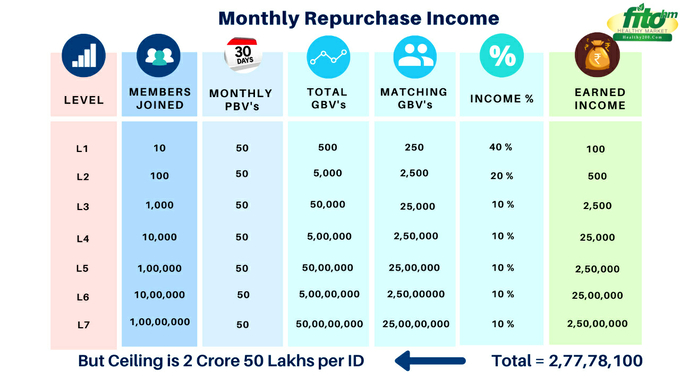 Monthly Repurchase Income
fito hm
HEALTHY MARKET
30
DAYS
%
LEVEL MEMBERS JOINED MONTHLY PBV's TOTAL GBV's MATCHING GBV's INCOME % EARNED INCOME
L1 10 50 500 250 40 % 100
L2 100 50 5,000 2,500 20 % 500
L3 1,000 50 50,000 25,000 10 % 2,500
L4 10,000 50 5,00,000 2,50,000 10 % 25,000
L5 1,00,000 50 50,00,000 25,00,000 10 % 2,50,000
L6 10,00,000 50 5,00,00,000 2,50,00000 10 % 25,00,000
L7 1,00,00,000 50 50,00,00,000 25,00,00,000 10 % 2,50,00,000
But Ceiling is 2 Crore 50 Lakhs per ID Total = 2,77,78,100